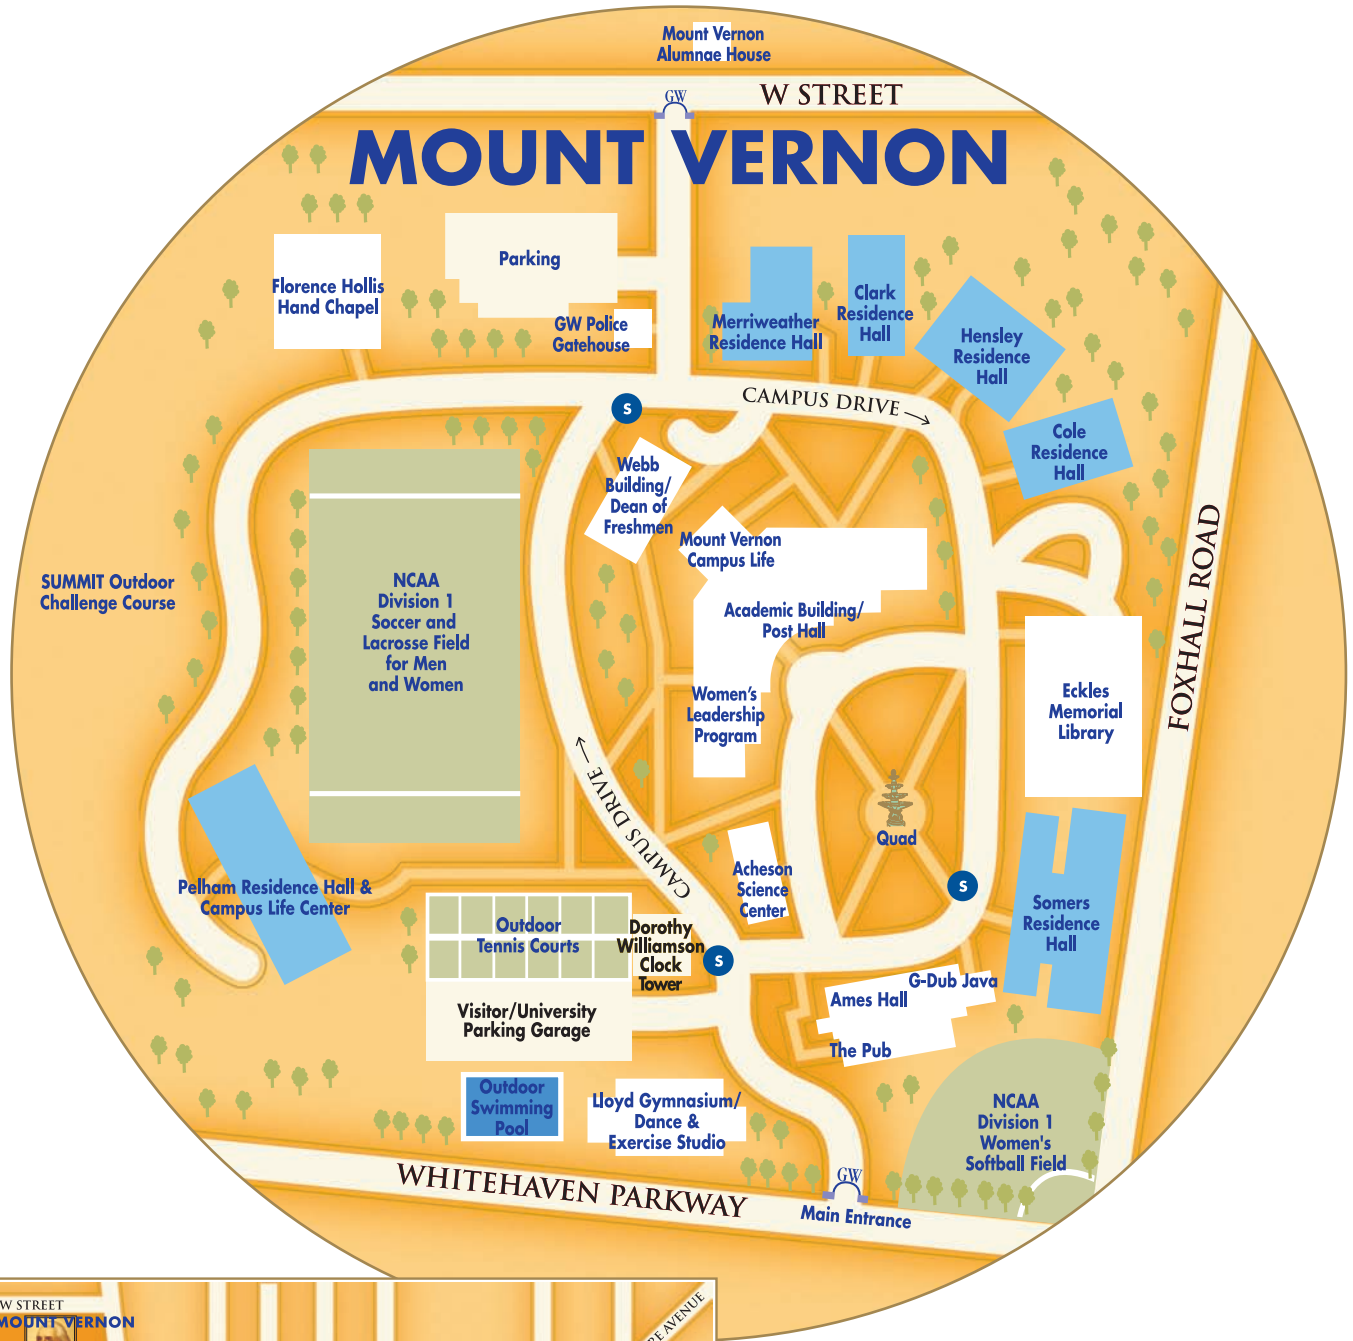 Mount Vernon
Alumnae House
GW
W STREET
MOUNT VERNON
Parking
Florence Hollis
Hand Chapel
GW Police
Gatehouse
Merriweather
Residence Hall
Clark
Residence
Hall
Hensley
Residence
Hall
CAMPUS DRIVE →
S
Cole
Residence
Hall
Webb
Building/
Dean of
Freshmen
Mount Vernon
Campus Life
SUMMIT Outdoor
Challenge Course
NCAA
Division 1
Soccer and
Lacrosse Field
for Men
and Women
Academic Building/
Post Hall
FOXHALL ROAD
Women's
Leadership
Program
Eckles
Memorial
Library
CAMPUS DRIVE →
Quad
Acheson
Science
Center
S
Pelham Residence Hall &
Campus Life Center
Somers
Residence
Hall
Outdoor
Tennis Courts
Dorothy
Williamson
Clock
Tower
S
G-Dub Java
Ames Hall
Visitor/University
Parking Garage
The Pub
Outdoor
Swimming
Pool
Lloyd Gymnasium/
Dance &
Exercise Studio
NCAA
Division 1
Women's
Softball Field
WHITEHAVEN PARKWAY
GW
Main Entrance
W STREET
MOUNT VERNON
AVENUE